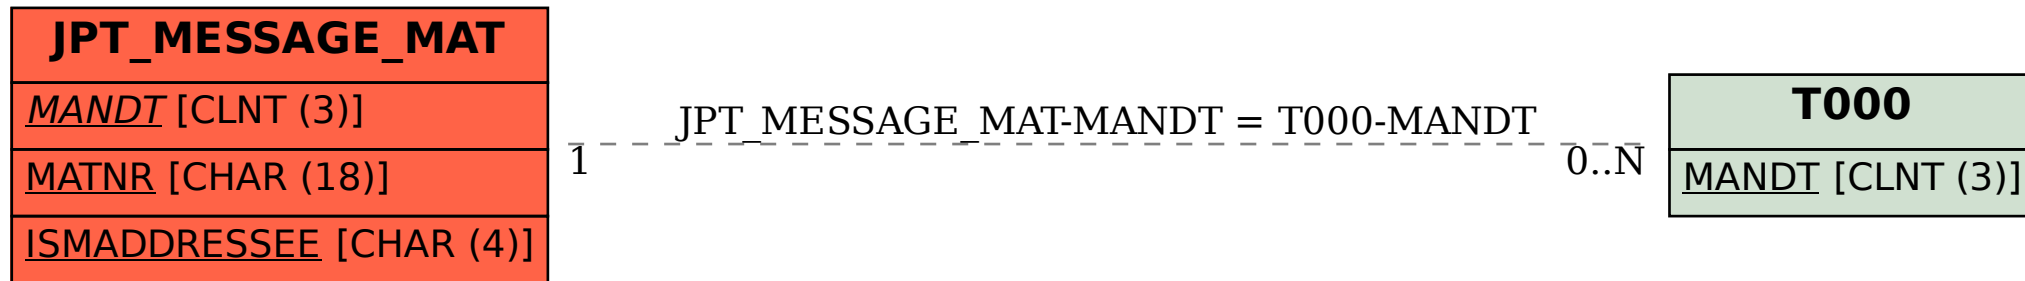 JPT_MESSAGE_MAT
MANDT [CLNT (3)]
MATNR [CHAR (18)]
ISMADDRESSEE [CHAR (4)]
JPT_MESSAGE_MAT-MANDT = T000-MANDT
1
0..N
T000
MANDT [CLNT (3)]